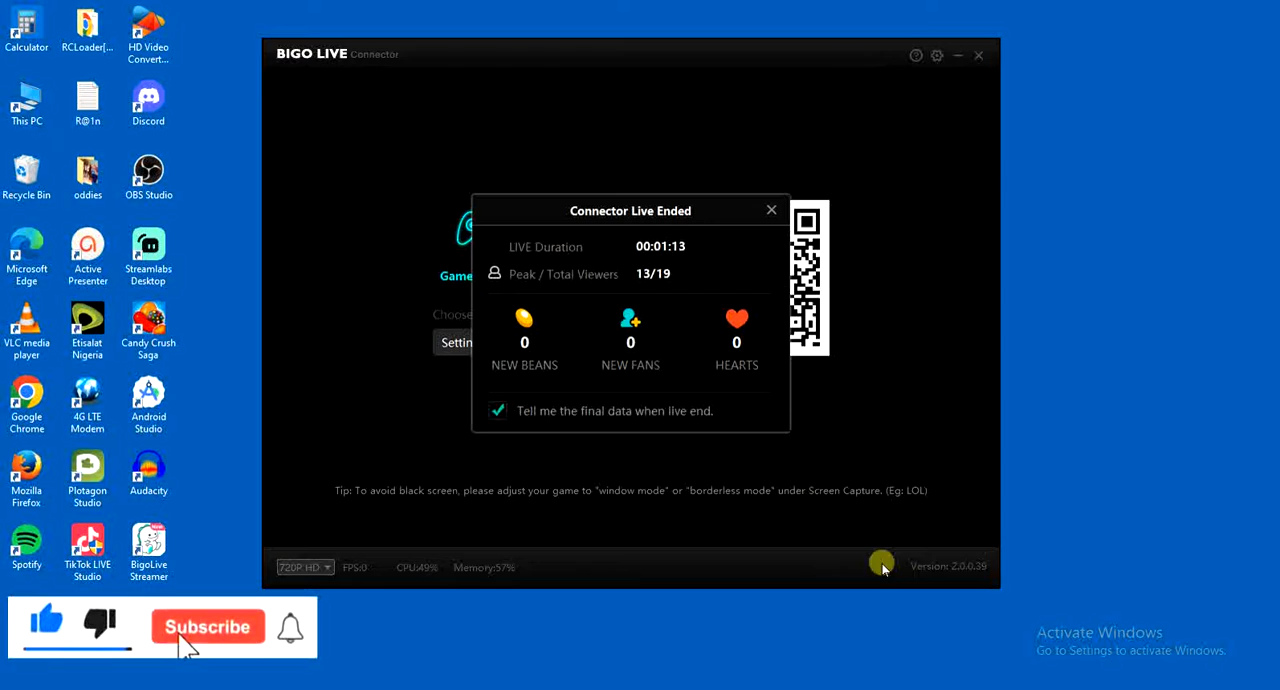 Calculator
RCLoader[...
HD Video
Convert...
This PC
R@1n
Discord
Recycle Bin
oddies
OBS Studio
Microsoft
Edge
Active
Presenter
Streamlabs
Desktop
VLC media
player
Etisalat
Nigeria
Candy Crush
Saga
Google
Chrome
4G LTE
Modem
Android
Studio
Mozilla
Firefox
Plotagon
Studio
Audacity
Spotify
TikTok LIVE
Studio
BigoLive
Streamer
BIGO LIVE Connector
Game
Choose
Settin
Connector Live Ended
LIVE Duration 00:01:13
Peak / Total Viewers 13/19
0 0 0
NEW BEANS NEW FANS HEARTS
Tell me the final data when live end.
Tip: To avoid black screen, please adjust your game to "window mode" or "borderless mode" under Screen Capture. (Eg: LOL)
720P HD FPS:0 CPU:49% Memory:57% Version: 2.0.0.39
Subscribe
Activate Windows
Go to Settings to activate Windows.